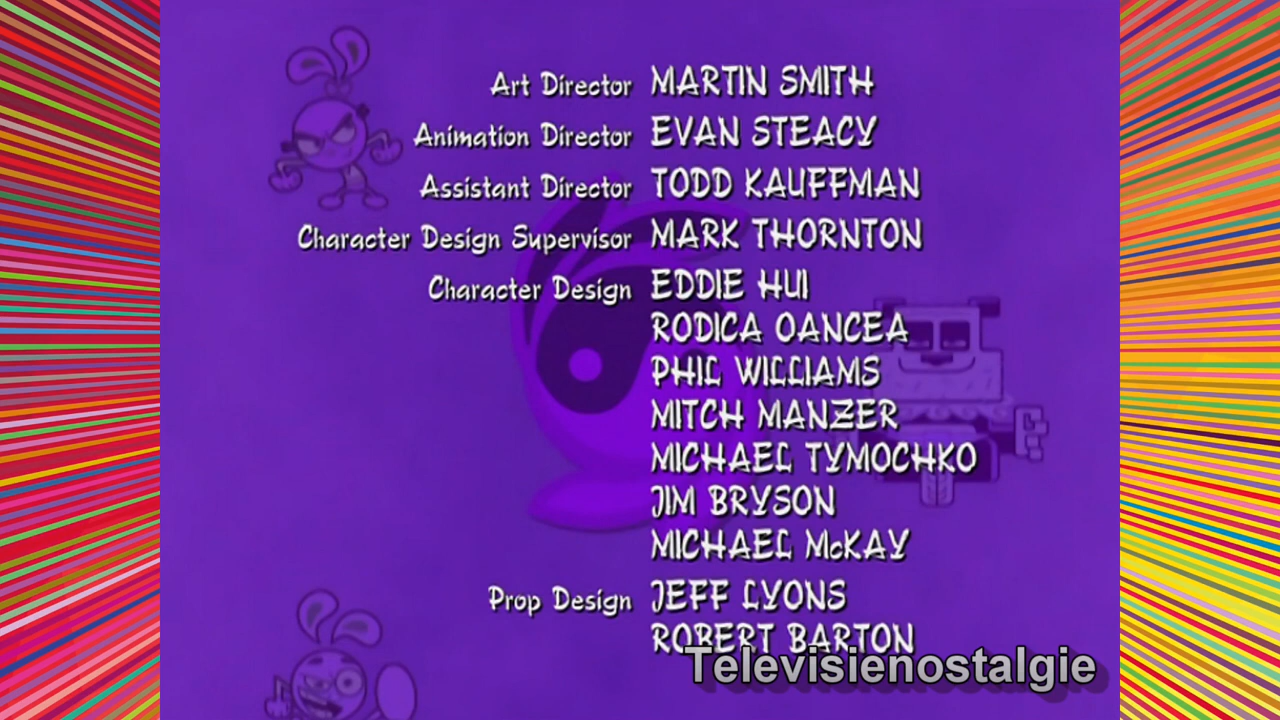 Art Director MARTIN SMITH
Animation Director EVAN STEACY
Assistant Director TODD KAUFFMAN
Character Design Supervisor MARK THORNTON
Character Design EDDIE HUI
RODICA OANCEA
PHIL WILLIAMS
MITCH MANZER
MICHAEL TYMOCHKO
JIM BRYSON
MICHAEL McKAY
Prop Design JEFF LYONS
ROBERT BARTON
Televisienostalgie